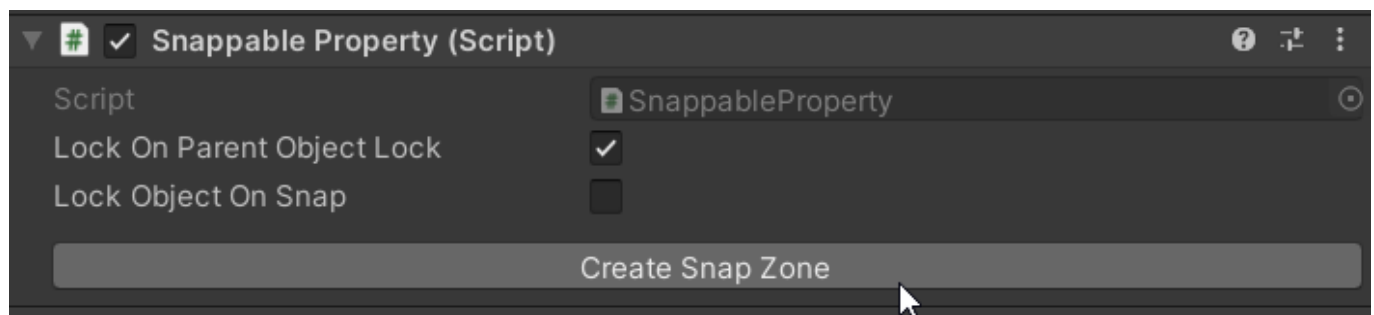 Snappable Property (Script)
Script SnappableProperty
Lock On Parent Object Lock
Lock Object On Snap
Create Snap Zone